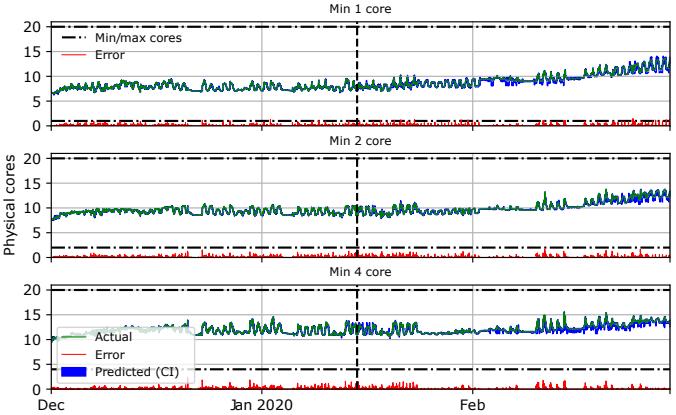 Min 1 core
20
15
10
5
0
Min/max cores
Error
Min 2 core
20
15
10
5
0
Physical cores
Min 4 core
20
15
10
5
0
Actual
Error
Predicted (CI)
Dec
Jan 2020
Feb